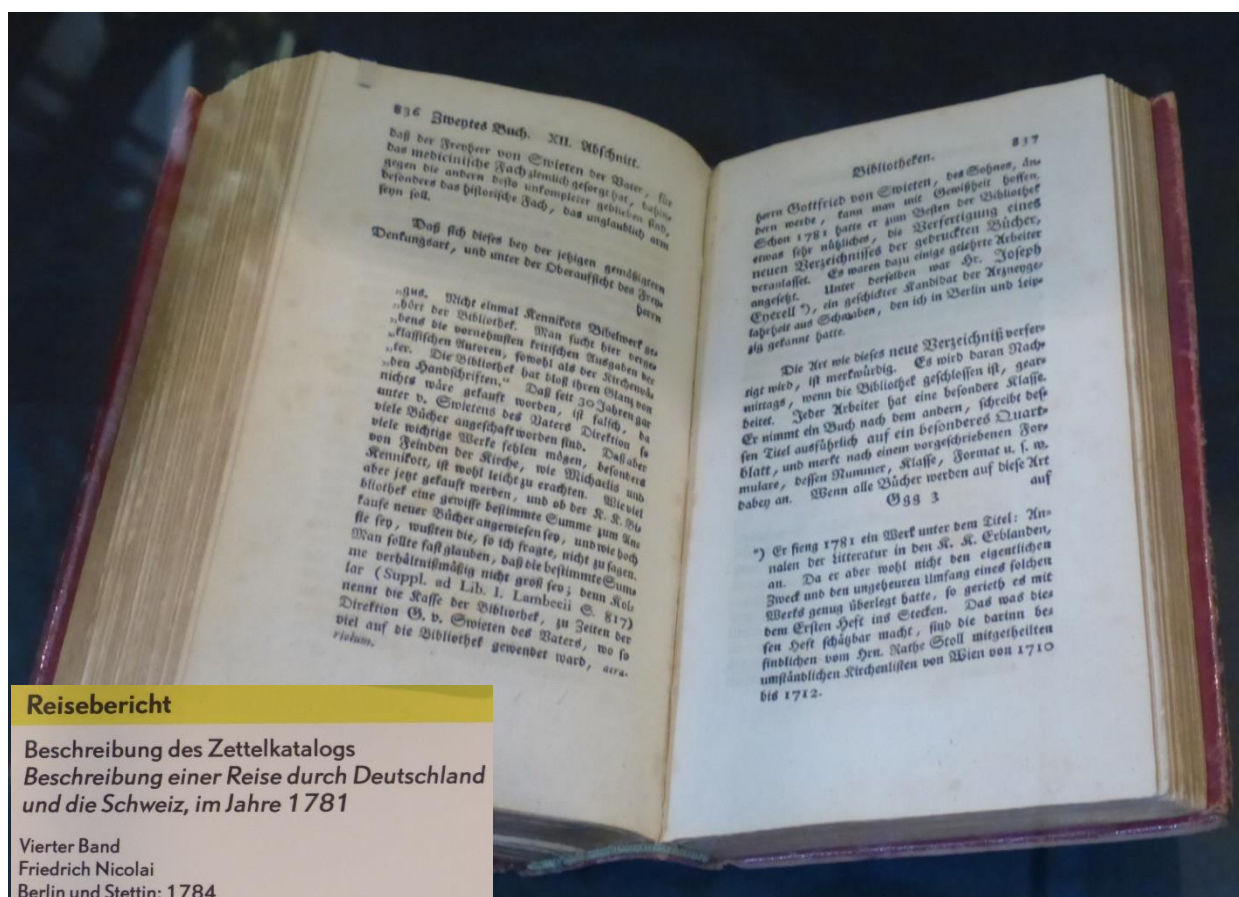 836 Zweytes Buch. XII. Abschnitt.
daß der Freyherr von Swieten der Vater, für
das medicinische Fach ziemlich gesorgt hat, dahin-
gegen die andern desto unkompleter geblieben sind,
besonders das historische Fach, das unglaublich arm
seyn soll.
Daß sich dieses bey der jetzigen gemäßigtern
Denkungsart, und unter der Oberaufsicht des Frey-
herrn
„gus. Nicht einmal Kennikots Bibelwerk ge-
„hört der Bibliothek. Man sucht hier verge-
„bens die vornehmsten kritischen Ausgaben der
„klassischen Autoren, sowohl als der Kirchenvä-
„ter. Die Bibliothek hat bloß ihren Glanz von
„den Handschriften.“ Daß seit 30 Jahren gar
nichts wäre gekauft worden, ist falsch, da
unter v. Swietens des Vaters Direktion so
viele Bücher angeschaft worden sind. Daß aber
viele wichtige Werke fehlen mögen, besonders
von Feinden der Kirche, wie Michaelis und
Kennikott, ist wohl leicht zu erachten. Wie viel
aber jetzt gekauft werden, und ob der K. K. Bi-
bliothek eine gewisse bestimmte Summe zum An-
kaufe neuer Bücher angewiesen sey, und wie hoch
sie sey, wußten die, so ich fragte, nicht zu sagen.
Man sollte fast glauben, daß die bestimmte Sum-
me verhältnißmäßig nicht groß sey; denn Kol-
lar (Suppl. ad Lib. I. Lambecii S. 817)
nennt die Kasse der Bibliothek, zu Zeiten der
Direktion G. v. Swieten des Vaters, wo so
viel auf die Bibliothek gewendet ward, aera-
riolum.
Bibliotheken. 837
herrn Gottfried von Swieten, des Sohnes, än-
dern werde, kann man mit Gewißheit hoffen.
Schon 1781 hatte er zum Besten der Bibliothek
etwas sehr nützliches, die Verfertigung eines
neuen Verzeichnisses der gedruckten Bücher,
veranlasset. Es waren dazu einige gelehrte Arbeiter
angesetzt. Unter derselben war Hr. Joseph
Eyerell *), ein geschickter Kandidat der Arzneyge-
lahrheit aus Schwaben, den ich in Berlin und Leip-
zig gekannt hatte.
Die Art wie dieses neue Verzeichniß verfer-
tigt wird, ist merkwürdig. Es wird daran Nach-
mittags, wenn die Bibliothek geschlossen ist, gear-
beitet. Jeder Arbeiter hat eine besondere Klasse.
Er nimmt ein Buch nach dem andern, schreibt des-
sen Titel ausführlich auf ein besonderes Quart-
blatt, und merkt nach einem vorgeschriebenen For-
mulare, dessen Nummer, Klasse, Format u. s. w.
dabey an. Wenn alle Bücher werden auf diese Art
Ggg 3 auf
*) Er fieng 1781 ein Werk unter dem Titel: An-
nalen der Litteratur in den K. K. Erblanden,
an. Da er aber wohl nicht den eigentlichen
Zweck und den ungeheuren Umfang eines solchen
Werks genug überlegt hatte, so gerieth es mit
dem Ersten Heft ins Stecken. Das was die-
sen Heft schätzbar macht, sind die darinn be-
findlichen vom Hrn. Rathe Stoll mitgetheilten
umständlichen Kirchenlisten von Wien von 1710
bis 1712.
Reisebericht
Beschreibung des Zettelkatalogs
Beschreibung einer Reise durch Deutschland
und die Schweiz, im Jahre 1781
Vierter Band
Friedrich Nicolai
Berlin und Stettin: 1784